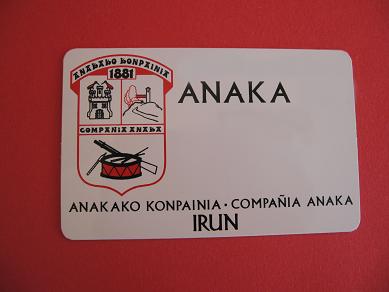 ANAKAKO KONPAINIA
1881
ANAKA
COMPAÑIA ANAKA
ANAKAKO KONPAINIA · COMPAÑIA ANAKA
IRUN